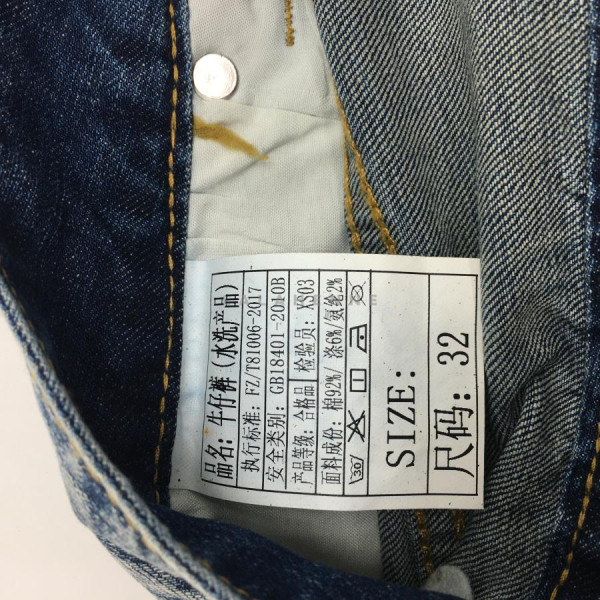 品名: 牛仔裤(水洗产品)
执行标准: FZ/T81006-2017
安全类别: GB18401-2010B
产品等级: 合格品 检验员: XS03
面料成份: 棉92%/ 涤6%/氨纶2%
30
SIZE:
尺码: 32